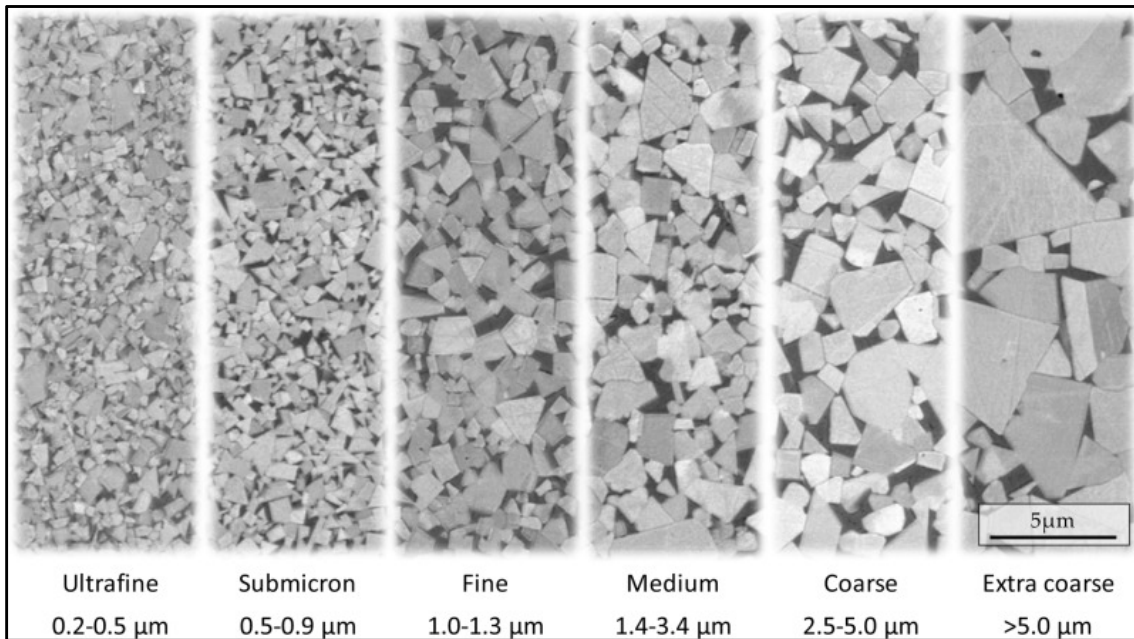 5μm
Ultrafine Submicron Fine Medium Coarse Extra coarse
0.2-0.5 μm 0.5-0.9 μm 1.0-1.3 μm 1.4-3.4 μm 2.5-5.0 μm >5.0 μm